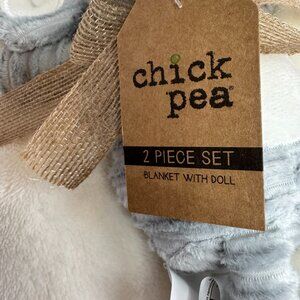 chick
pea®
2 PIECE SET
BLANKET WITH DOLL